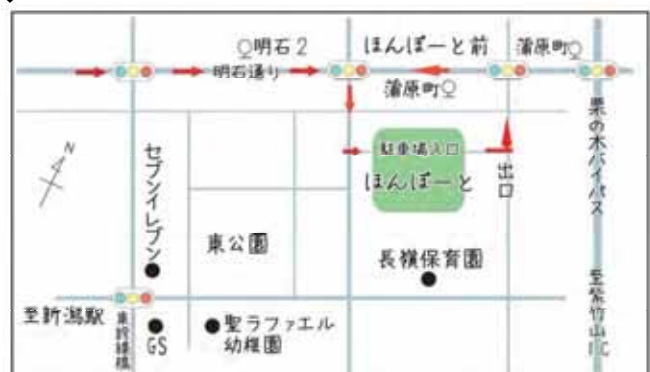 明石2
ほんぽーと前
蒲原町
明石通り
蒲原町
栗の木バイパス
セブンイレブン
駐車場入口
ほんぽーと
出口
東公園
長嶺保育園
至新潟駅
東跨線橋
GS
聖ラファエル
幼稚園
至紫竹山IC
N